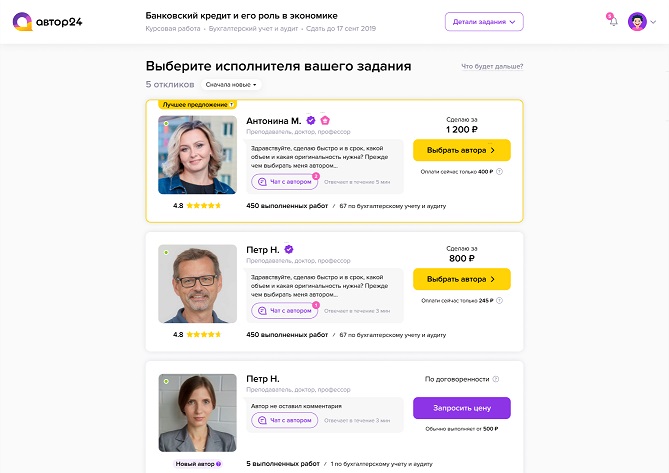 автор24
Банковский кредит и его роль в экономике
Курсовая работа • Бухгалтерский учет и аудит • Сдать до 17 сент 2019
Детали задания
6
Выберите исполнителя вашего задания
Что будет дальше?
5 откликов
Сначала новые
Лучшее предложение
Антонина М.
Преподаватель, доктор, профессор
Здравствуйте, сделаю быстро и в срок, какой
объем и какая оригинальность нужна? Прежде
чем выбирать меня автором...
Чат с автором
2
Отвечает в течение 5 мин
Сделаю за
1 200 ₽
Выбрать автора
Оплати сейчас только 400 ₽ ?
4.8
450 выполненных работ / 67 по бухгалтерскому учету и аудиту
Петр Н.
Преподаватель, доктор, профессор
Здравствуйте, сделаю быстро и в срок, какой
объем и какая оригинальность нужна? Прежде
чем выбирать меня автором...
Чат с автором
1
Отвечает в течение 3 мин
Сделаю за
800 ₽
Выбрать автора
Оплати сейчас только 245 ₽ ?
4.8
450 выполненных работ / 67 по бухгалтерскому учету и аудиту
Петр Н.
Преподаватель, доктор, профессор
Автор не оставил комментария
Чат с автором
Отвечает в течение 3 мин
По договоренности ?
Запросить цену
Обычно выполняет от 500 ₽
Новый автор ?
5 выполненных работ / 1 по бухгалтерскому учету и аудиту